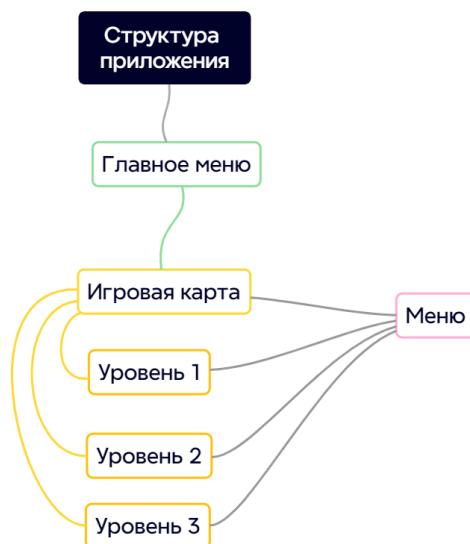 Структура
приложения
Главное меню
Игровая карта
Меню
Уровень 1
Уровень 2
Уровень 3